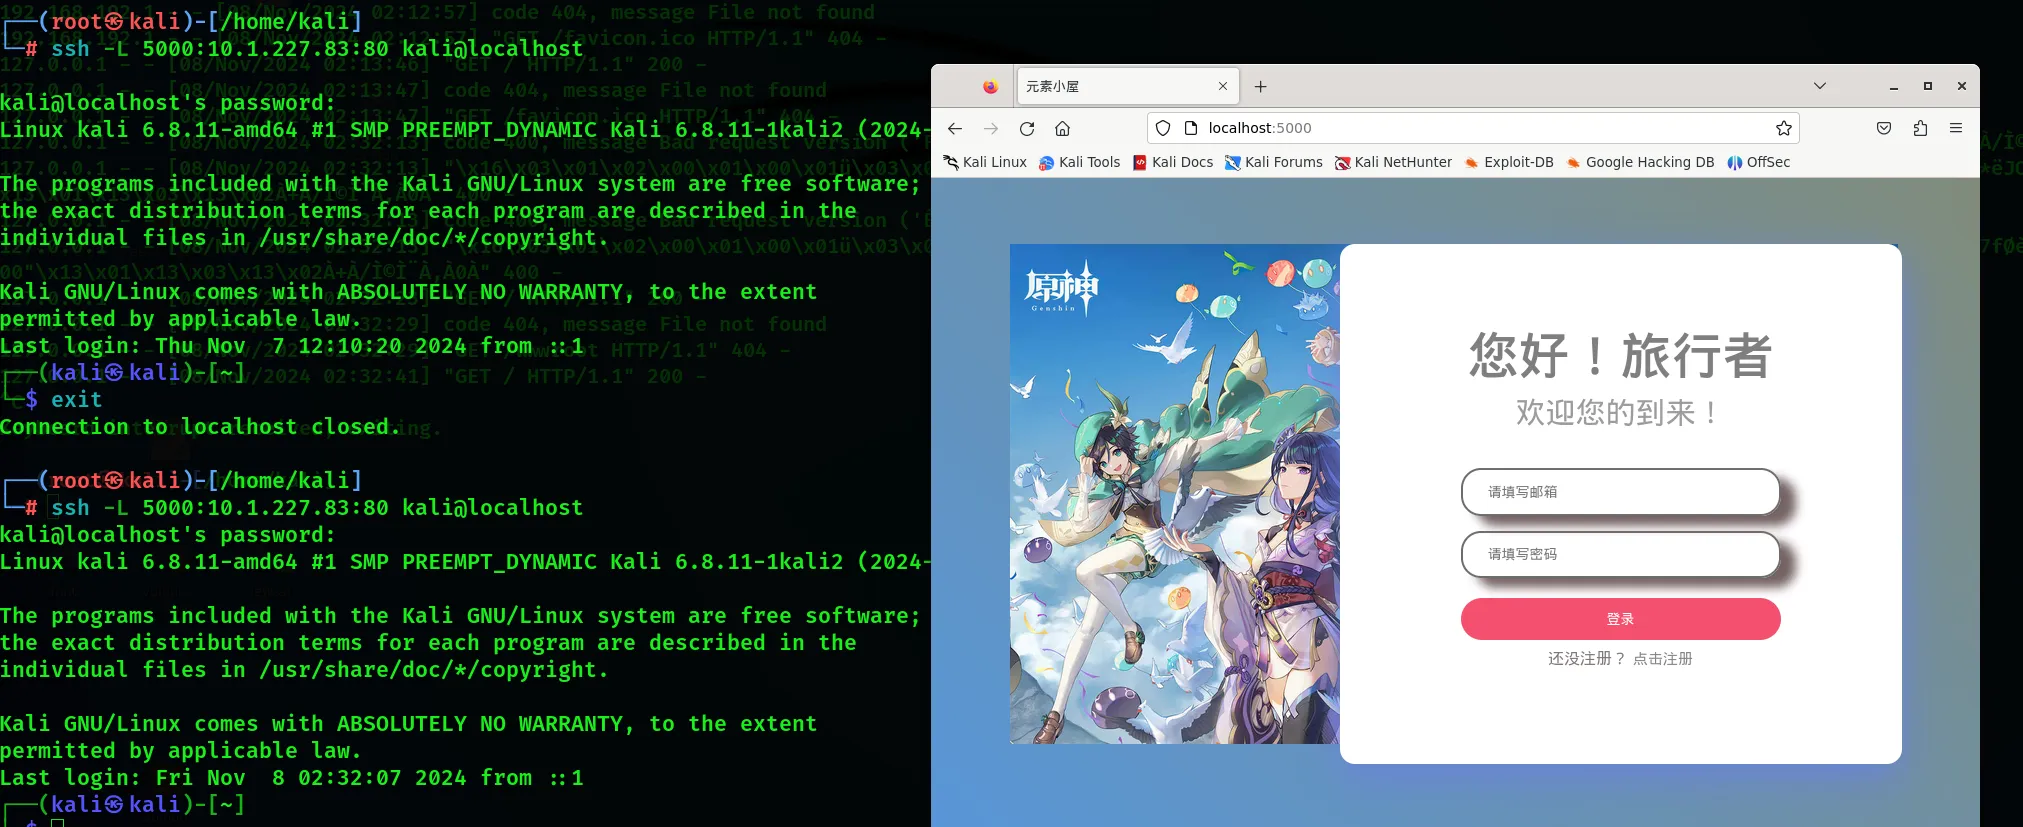 ┌──(root㉿kali)-[/home/kali]
└─# ssh -L 5000:10.1.227.83:80 kali@localhost
kali@localhost's password:
Linux kali 6.8.11-amd64 #1 SMP PREEMPT_DYNAMIC Kali 6.8.11-1kali2 (2024-
The programs included with the Kali GNU/Linux system are free software;
the exact distribution terms for each program are described in the
individual files in /usr/share/doc/*/copyright.
Kali GNU/Linux comes with ABSOLUTELY NO WARRANTY, to the extent
permitted by applicable law.
Last login: Thu Nov  7 12:10:20 2024 from ::1
┌──(kali㉿kali)-[~]
└─$ exit
Connection to localhost closed.
┌──(root㉿kali)-[/home/kali]
└─# ssh -L 5000:10.1.227.83:80 kali@localhost
kali@localhost's password:
Linux kali 6.8.11-amd64 #1 SMP PREEMPT_DYNAMIC Kali 6.8.11-1kali2 (2024-
The programs included with the Kali GNU/Linux system are free software;
the exact distribution terms for each program are described in the
individual files in /usr/share/doc/*/copyright.
Kali GNU/Linux comes with ABSOLUTELY NO WARRANTY, to the extent
permitted by applicable law.
Last login: Fri Nov  8 02:32:07 2024 from ::1
┌──(kali㉿kali)-[~]
└─$
元素小屋
localhost:5000
Kali Linux Kali Tools Kali Docs Kali Forums Kali NetHunter Exploit-DB Google Hacking DB OffSec
原神
Genshin
您好！旅行者
欢迎您的到来！
请填写邮箱
请填写密码
登录
还没注册？ 点击注册